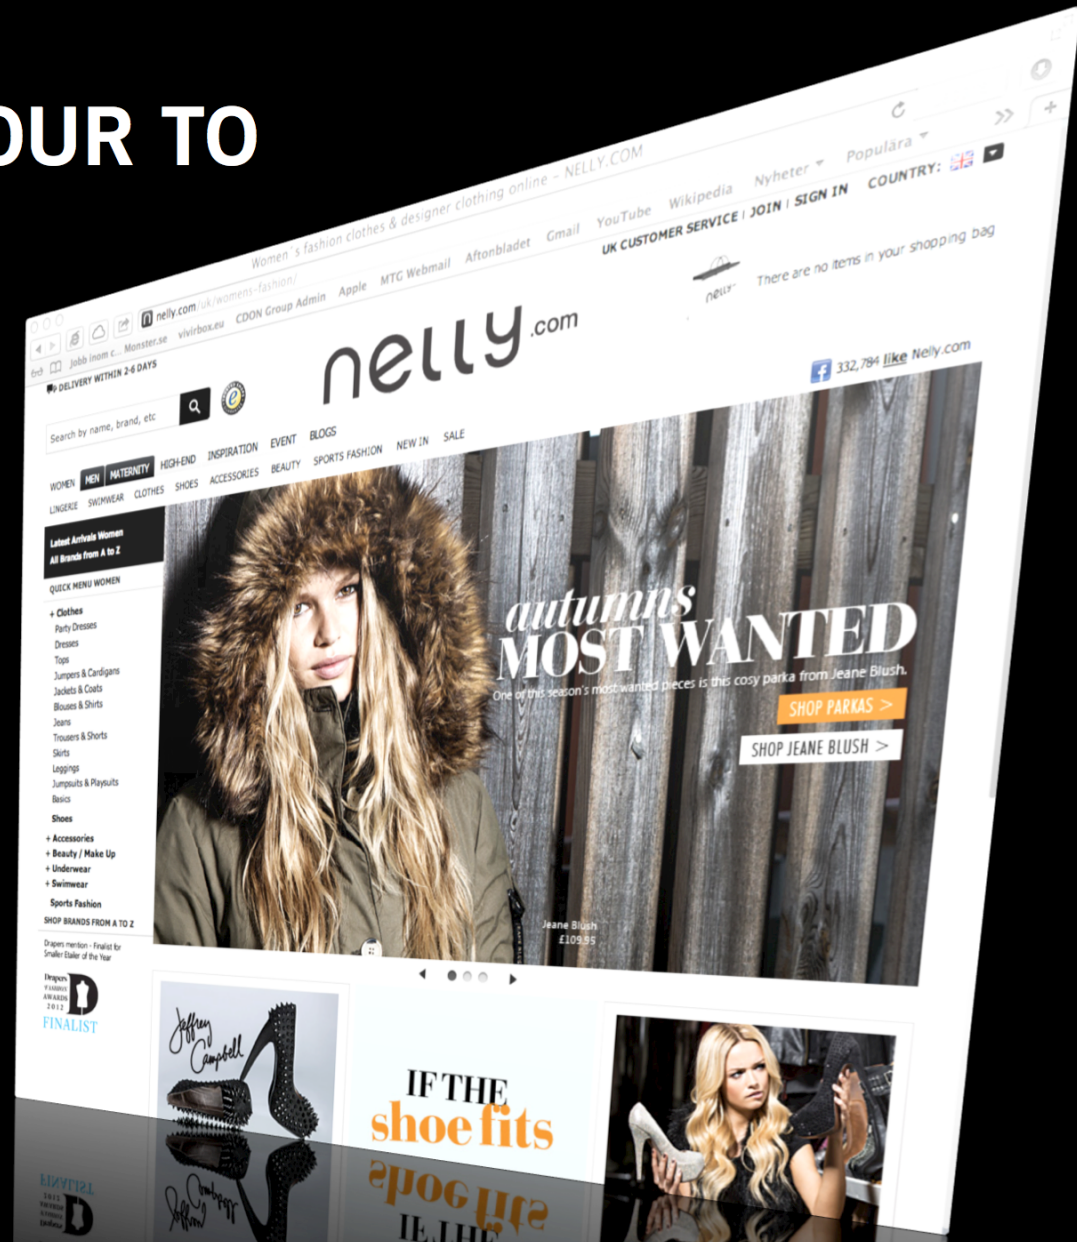 OUR TO
Women´s fashion clothes & designer clothing online – NELLY.COM
nelly.com/uk/womens-fashion/
Jobb inom c... Monster.se vivirbox.eu CDON Group Admin Apple MTG Webmail Aftonbladet Gmail YouTube Wikipedia Nyheter Populära
DELIVERY WITHIN 2-6 DAYS
UK CUSTOMER SERVICE | JOIN | SIGN IN COUNTRY:
nelly.com
nelly
There are no items in your shopping bag
332,784 like Nelly.com
Search by name, brand, etc
WOMEN MEN MATERNITY HIGH-END INSPIRATION EVENT BLOGS
LINGERIE SWIMWEAR CLOTHES SHOES ACCESSORIES BEAUTY SPORTS FASHION NEW IN SALE
Latest Arrivals Women
All Brands from A to Z
QUICK MENU WOMEN
+ Clothes
Party Dresses
Dresses
Tops
Jumpers & Cardigans
Jackets & Coats
Blouses & Shirts
Jeans
Trousers & Shorts
Skirts
Leggings
Jumpsuits & Playsuits
Basics
Shoes
+ Accessories
+ Beauty / Make Up
+ Underwear
+ Swimwear
Sports Fashion
SHOP BRANDS FROM A TO Z
Drapers mention - Finalist for
Smaller Etailer of the Year
Drapers
FASHION
AWARDS
2012
FINALIST
autumns
MOST WANTED
One of this season's most wanted pieces is this cosy parka from Jeane Blush.
SHOP PARKAS >
SHOP JEANE BLUSH >
Jeane Blush
£109.95
Jeffrey
Campbell
IF THE
shoe fits